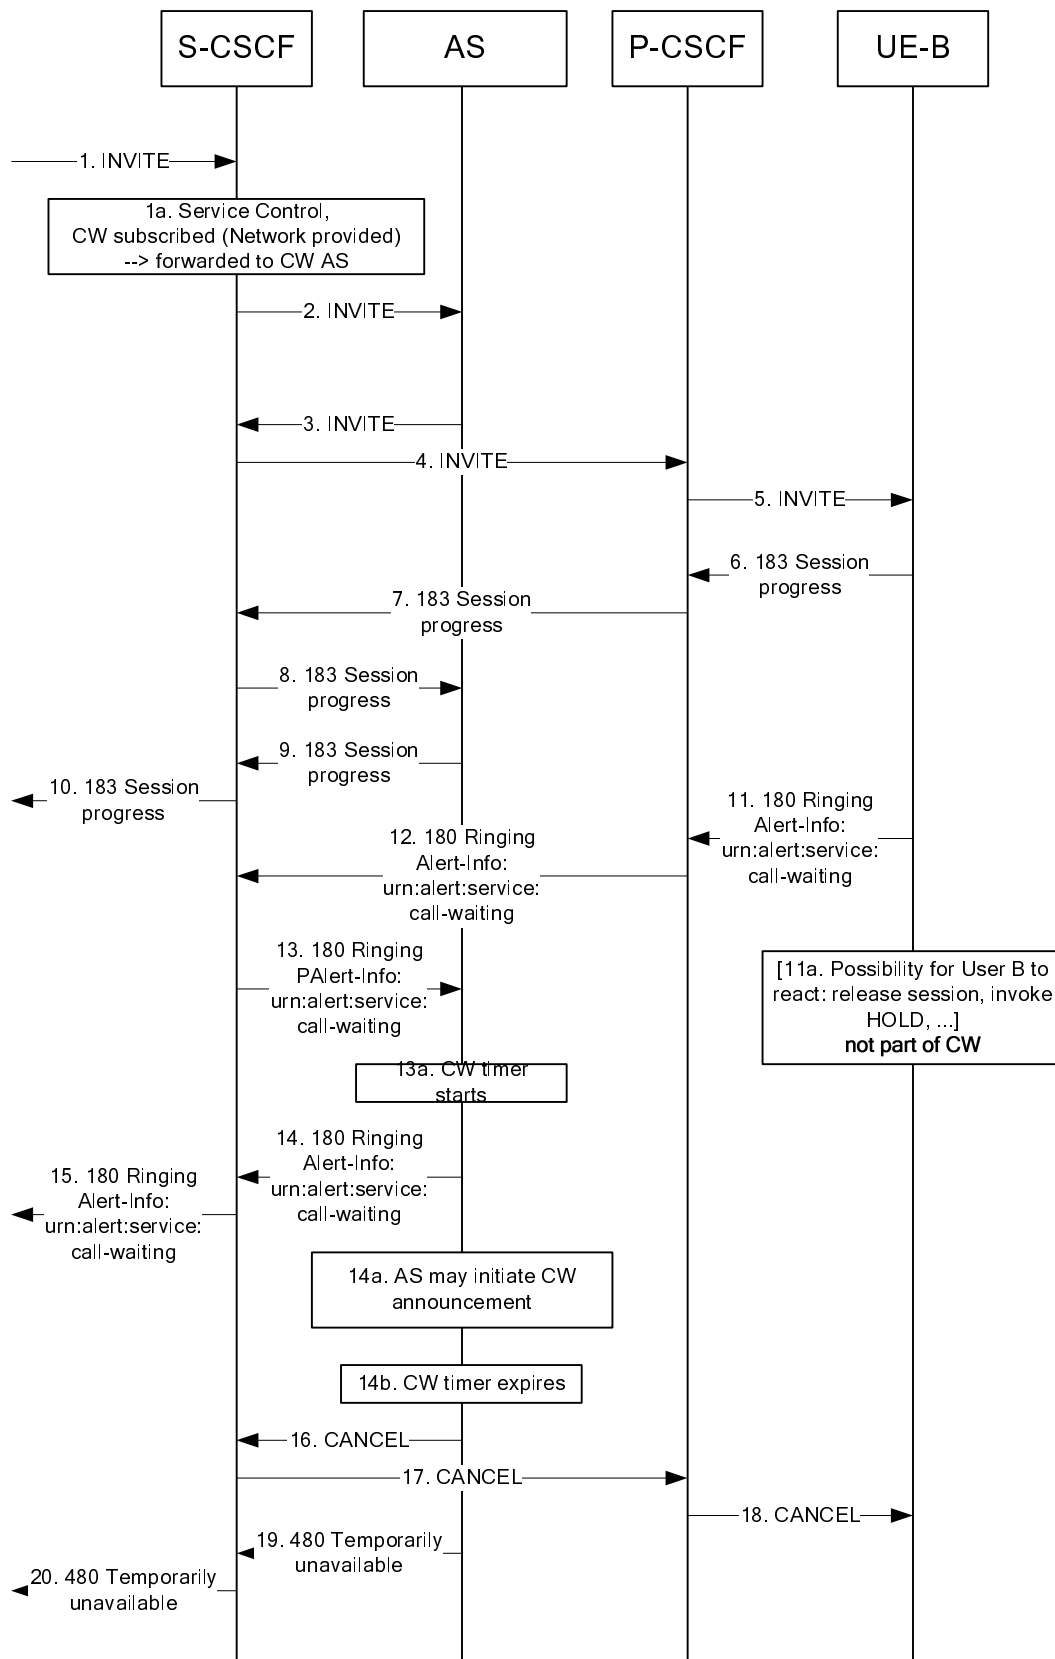 S-CSCF
AS
P-CSCF
UE-B
1. INVITE
1a. Service Control,
CW subscribed (Network provided)
--> forwarded to CW AS
2. INVITE
3. INVITE
4. INVITE
5. INVITE
6. 183 Session
progress
7. 183 Session
progress
8. 183 Session
progress
9. 183 Session
progress
10. 183 Session
progress
11. 180 Ringing
Alert-Info:
urn:alert:service:
call-waiting
12. 180 Ringing
Alert-Info:
urn:alert:service:
call-waiting
[11a. Possibility for User B to
react: release session, invoke
HOLD, ...]
not part of CW
13. 180 Ringing
PAlert-Info:
urn:alert:service:
call-waiting
13a. CW timer
starts
14. 180 Ringing
Alert-Info:
urn:alert:service:
call-waiting
15. 180 Ringing
Alert-Info:
urn:alert:service:
call-waiting
14a. AS may initiate CW
announcement
14b. CW timer expires
16. CANCEL
17. CANCEL
18. CANCEL
19. 480 Temporarily
unavailable
20. 480 Temporarily
unavailable